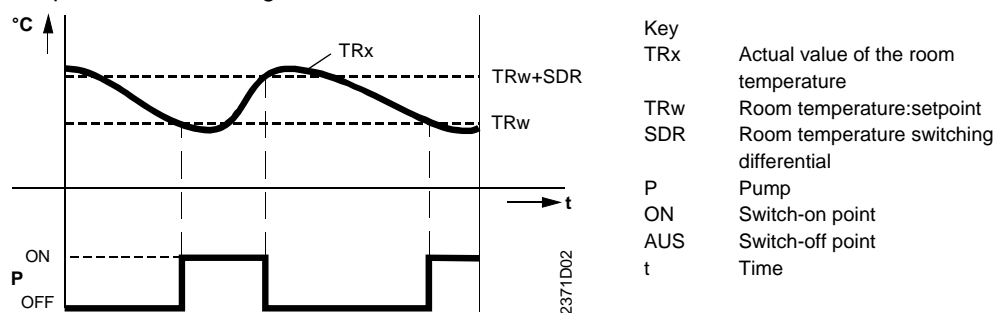 °C
TRx
TRw+SDR
TRw
t
ON
P
OFF
2371D02
Key
TRx Actual value of the room
temperature
TRw Room temperature:setpoint
SDR Room temperature switching
differential
P Pump
ON Switch-on point
AUS Switch-off point
t Time